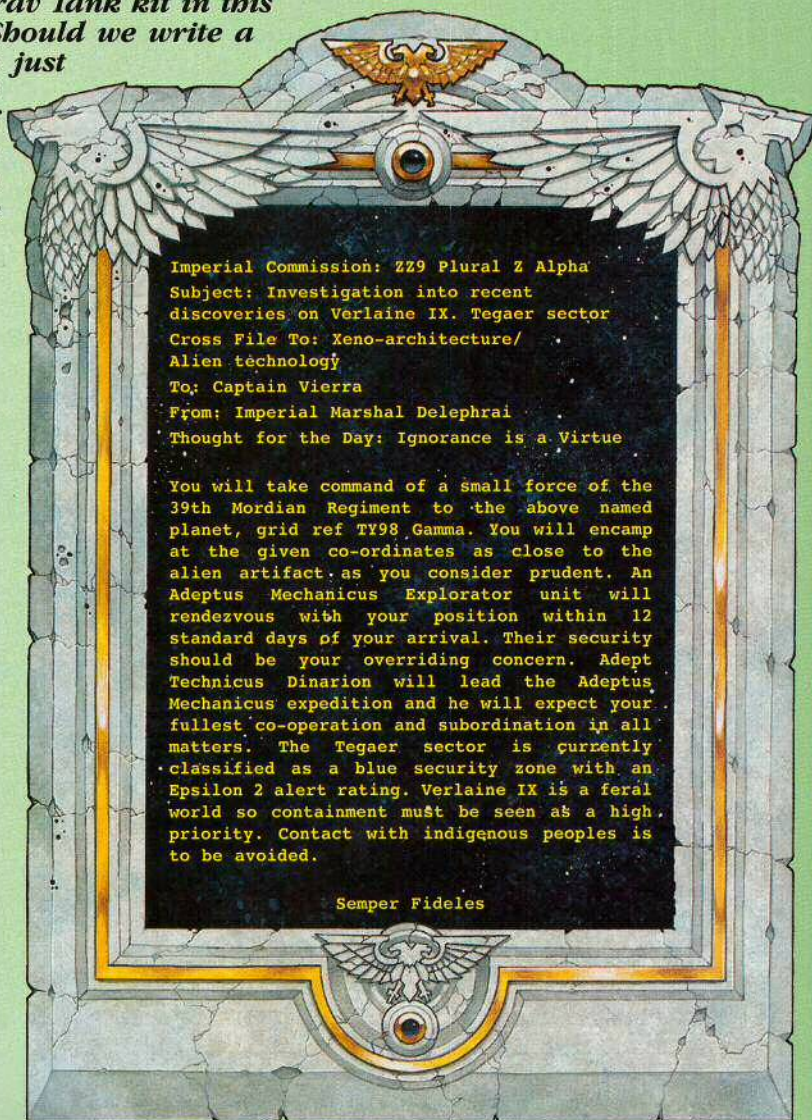 rav Tank kit in this
Should we write a
just
Imperial Commission: ZZ9 Plural Z Alpha
Subject: Investigation into recent
discoveries on Verlaine IX. Tegaer sector
Cross File To: Xeno-architecture/
Alien technology
To: Captain Vierra
From: Imperial Marshal Delephrai
Thought for the Day: Ignorance is a Virtue
You will take command of a small force of the
39th Mordian Regiment to the above named
planet, grid ref TY98 Gamma. You will encamp
at the given co-ordinates as close to the
alien artifact as you consider prudent. An
Adeptus Mechanicus Explorator unit will
rendezvous with your position within 12
standard days of your arrival. Their security
should be your overriding concern. Adept
Technicus Dinarion will lead the Adeptus
Mechanicus expedition and he will expect your
fullest co-operation and subordination in all
matters. The Tegaer sector is currently
classified as a blue security zone with an
Epsilon 2 alert rating. Verlaine IX is a feral
world so containment must be seen as a high
priority. Contact with indigenous peoples is
to be avoided.
Semper Fideles